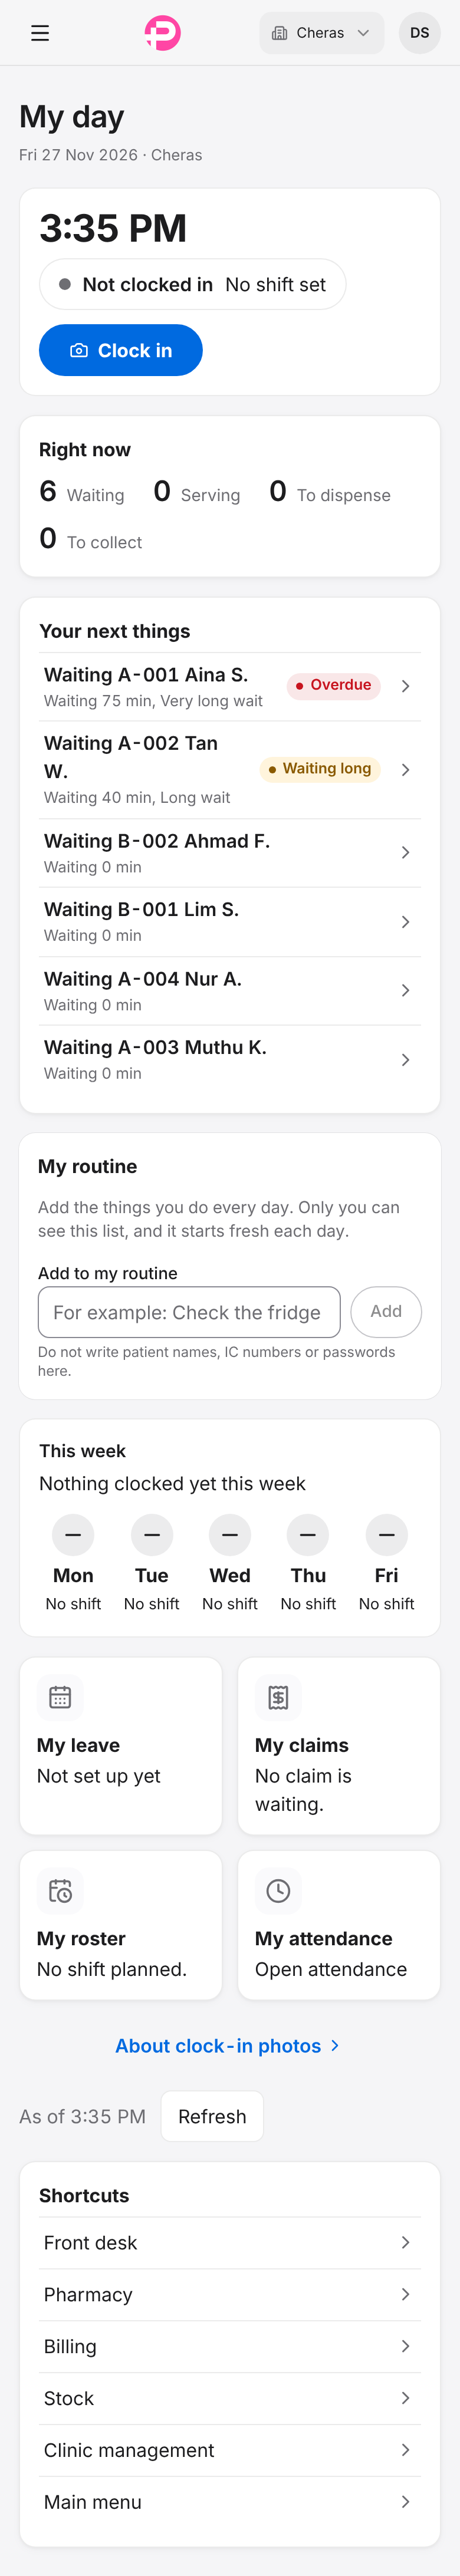 Cheras
DS
My day
Fri 27 Nov 2026 · Cheras
3:35 PM
Not clocked in No shift set
Clock in
Right now
6 Waiting 0 Serving 0 To dispense
0 To collect
Your next things
Waiting A-001 Aina S.
Waiting 75 min, Very long wait
Overdue
Waiting A-002 Tan
W.
Waiting 40 min, Long wait
Waiting long
Waiting B-002 Ahmad F.
Waiting 0 min
Waiting B-001 Lim S.
Waiting 0 min
Waiting A-004 Nur A.
Waiting 0 min
Waiting A-003 Muthu K.
Waiting 0 min
My routine
Add the things you do every day. Only you can
see this list, and it starts fresh each day.
Add to my routine
For example: Check the fridge
Add
Do not write patient names, IC numbers or passwords
here.
This week
Nothing clocked yet this week
Mon Tue Wed Thu Fri
No shift No shift No shift No shift No shift
My leave
Not set up yet
My claims
No claim is
waiting.
My roster
No shift planned.
My attendance
Open attendance
About clock-in photos
As of 3:35 PM
Refresh
Shortcuts
Front desk
Pharmacy
Billing
Stock
Clinic management
Main menu